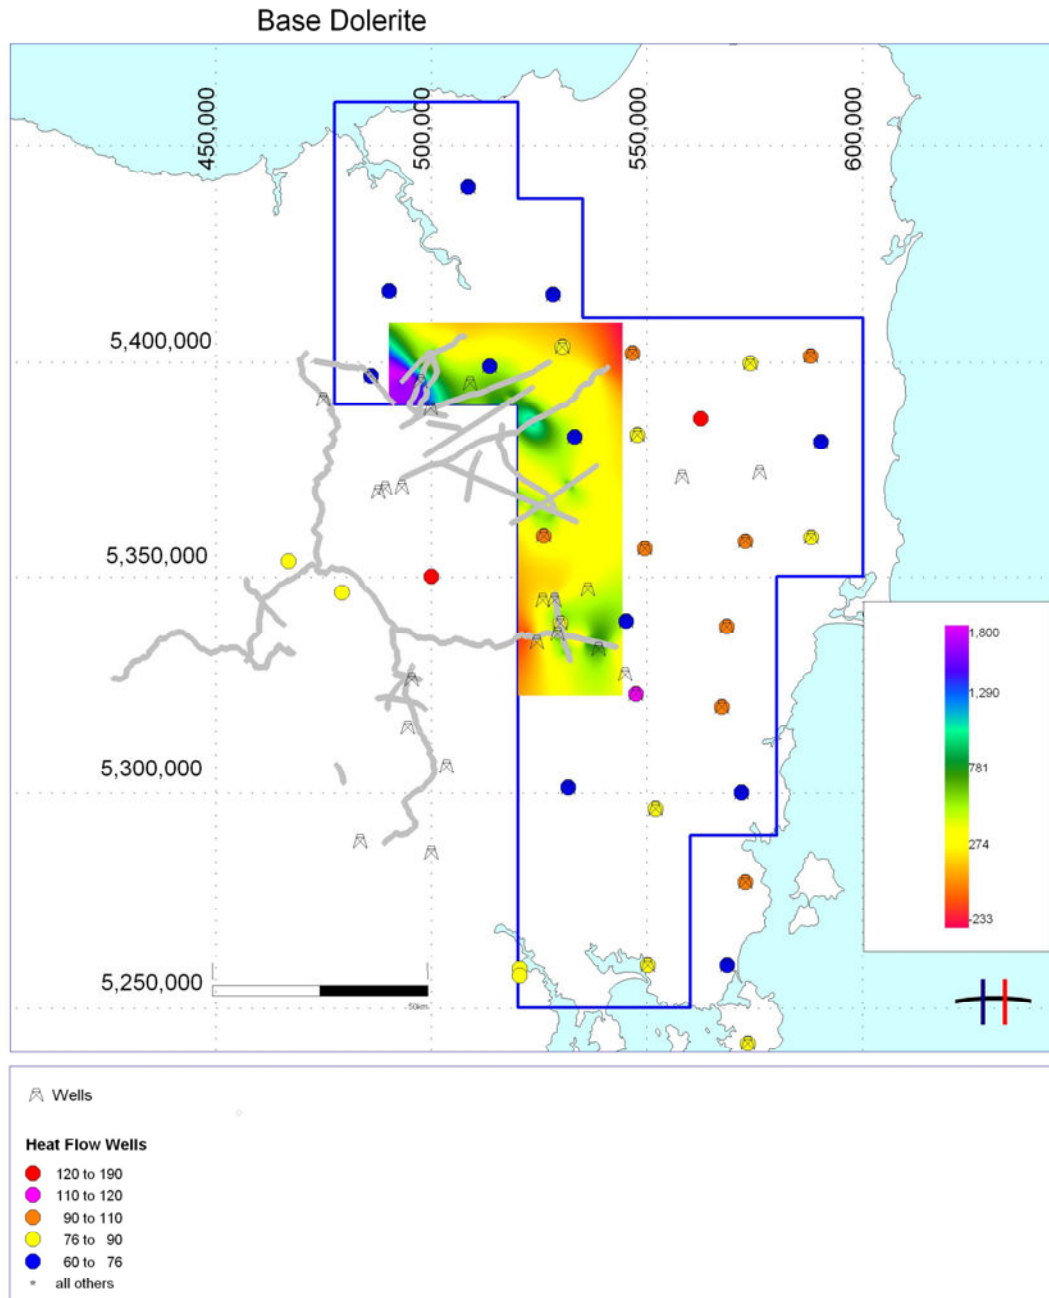 Base Dolerite
450,000
500,000
550,000
600,000
5,400,000
5,350,000
5,300,000
5,250,000
1,800
1,290
781
274
-233
50km
Wells
Heat Flow Wells
120 to 190
110 to 120
90 to 110
76 to 90
60 to 76
all others